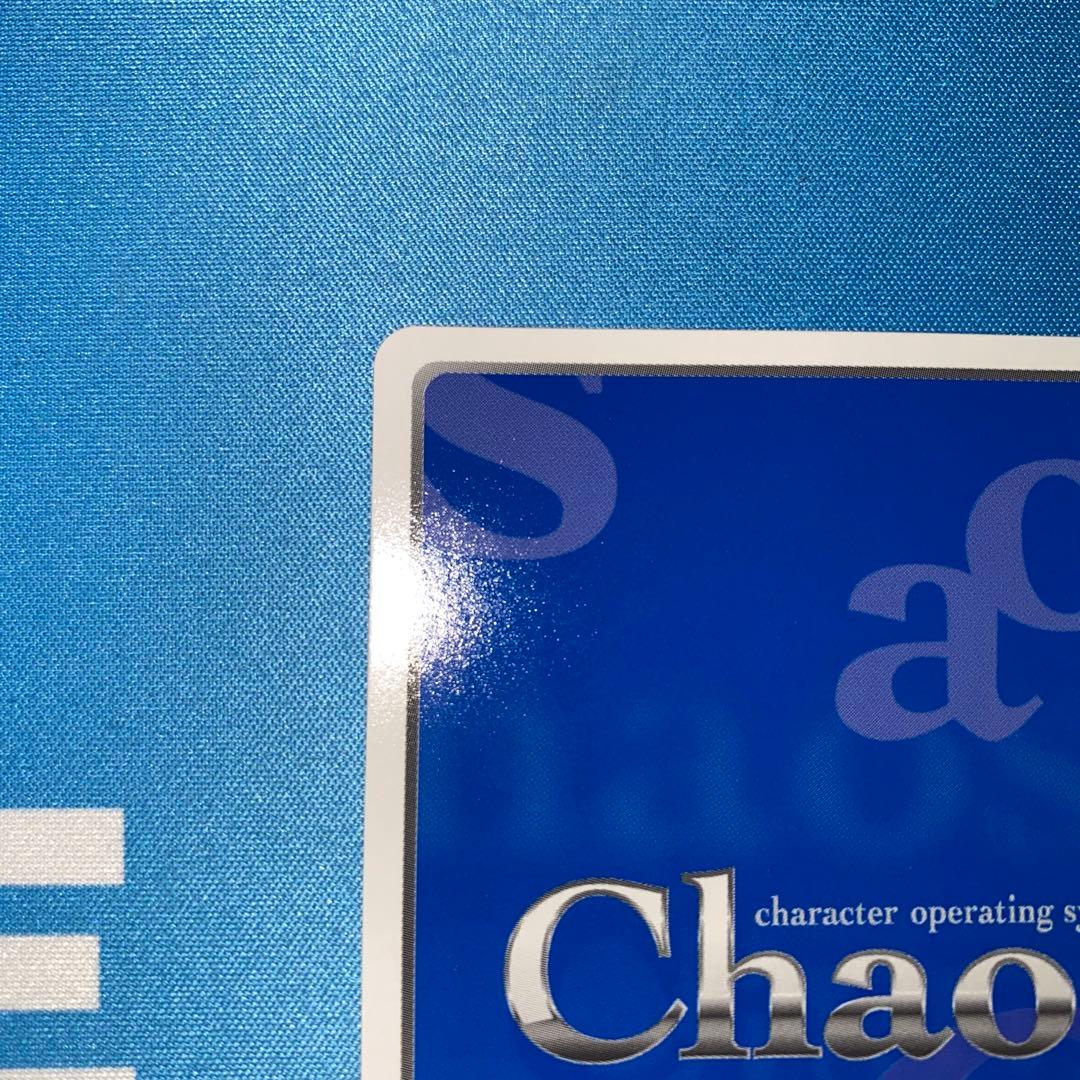 s
o
a
character operating sy
Chao
E